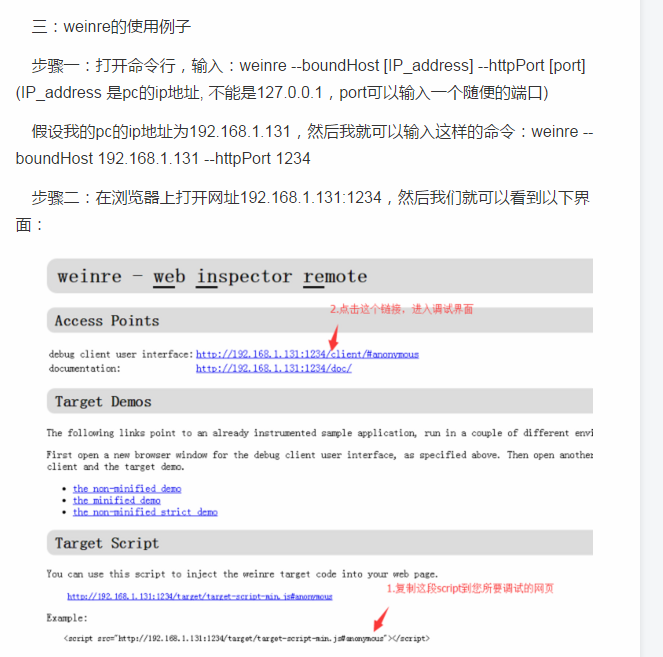 三：weinre的使用例子
步骤一：打开命令行，输入：weinre --boundHost [IP_address] --httpPort [port]
(IP_address 是pc的ip地址, 不能是127.0.0.1，port可以输入一个随便的端口)
假设我的pc的ip地址为192.168.1.131，然后我就可以输入这样的命令：weinre --
boundHost 192.168.1.131 --httpPort 1234
步骤二：在浏览器上打开网址192.168.1.131:1234，然后我们就可以看到以下界
面：
weinre - web inspector remote
2.点击这个链接，进入调试界面
Access Points
debug client user interface: http://192.168.1.131:1234/client/#anonymous
documentation: http://192.168.1.131:1234/doc/
Target Demos
The following links point to an already instrumented sample application, run in a couple of different envi
First open a new browser window for the debug client user interface, as specified above. Then open another
client and the target demo.
• the non-minified demo
• the minified demo
• the non-minified strict demo
Target Script
You can use this script to inject the weinre target code into your web page.
1.复制这段script到您所要调试的网页
http://192.168.1.131:1234/target/target-script-min.js#anonymous
Example:
<script src="http://192.168.1.131:1234/target/target-script-min.js#anonymous"></script>